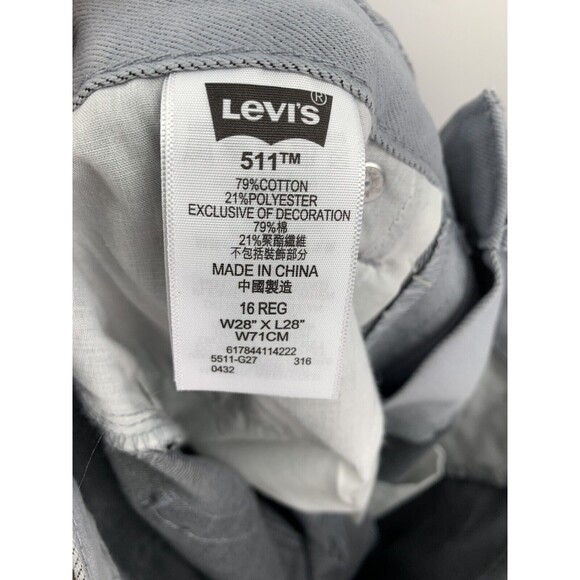 LEVI'S®
511™
79%COTTON
21%POLYESTER
EXCLUSIVE OF DECORATION
79%棉
21%聚酯纖維
不包括裝飾部分
MADE IN CHINA
中國製造
16 REG
W28" X L28"
W71CM
617844114222
5511-G27 316
0432